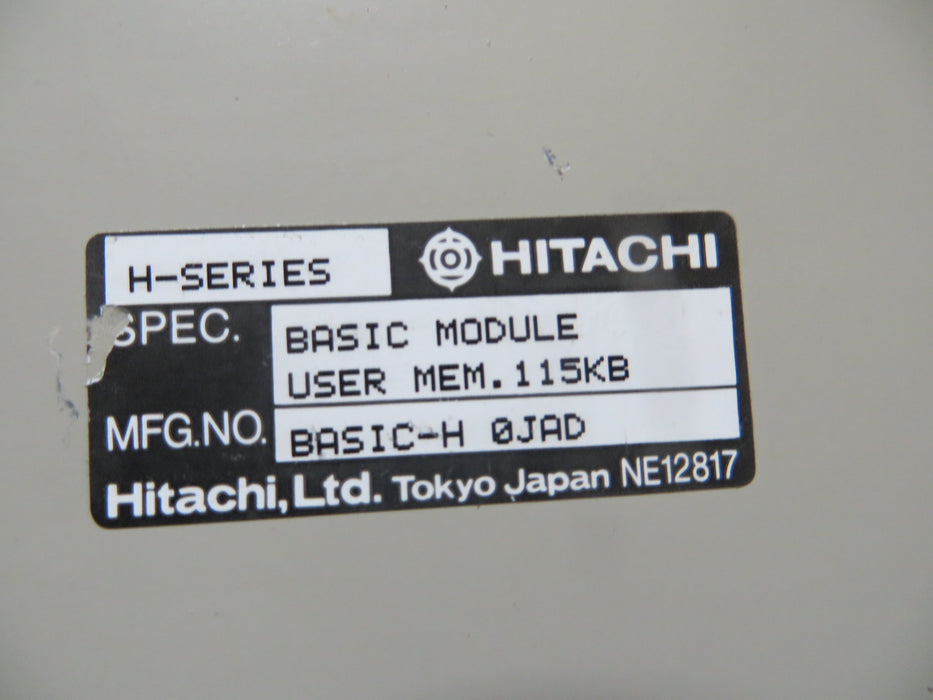 H-SERIES HITACHI
SPEC. BASIC MODULE
USER MEM.115KB
MFG.NO. BASIC-H 0JAD
Hitachi,Ltd. Tokyo Japan NE12817